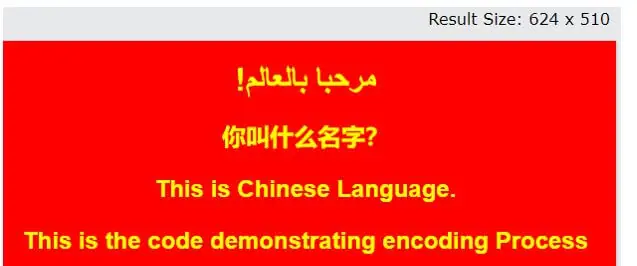 Result Size: 624 x 510
مرحبا بالعالم!
你叫什么名字?
This is Chinese Language.
This is the code demonstrating encoding Process